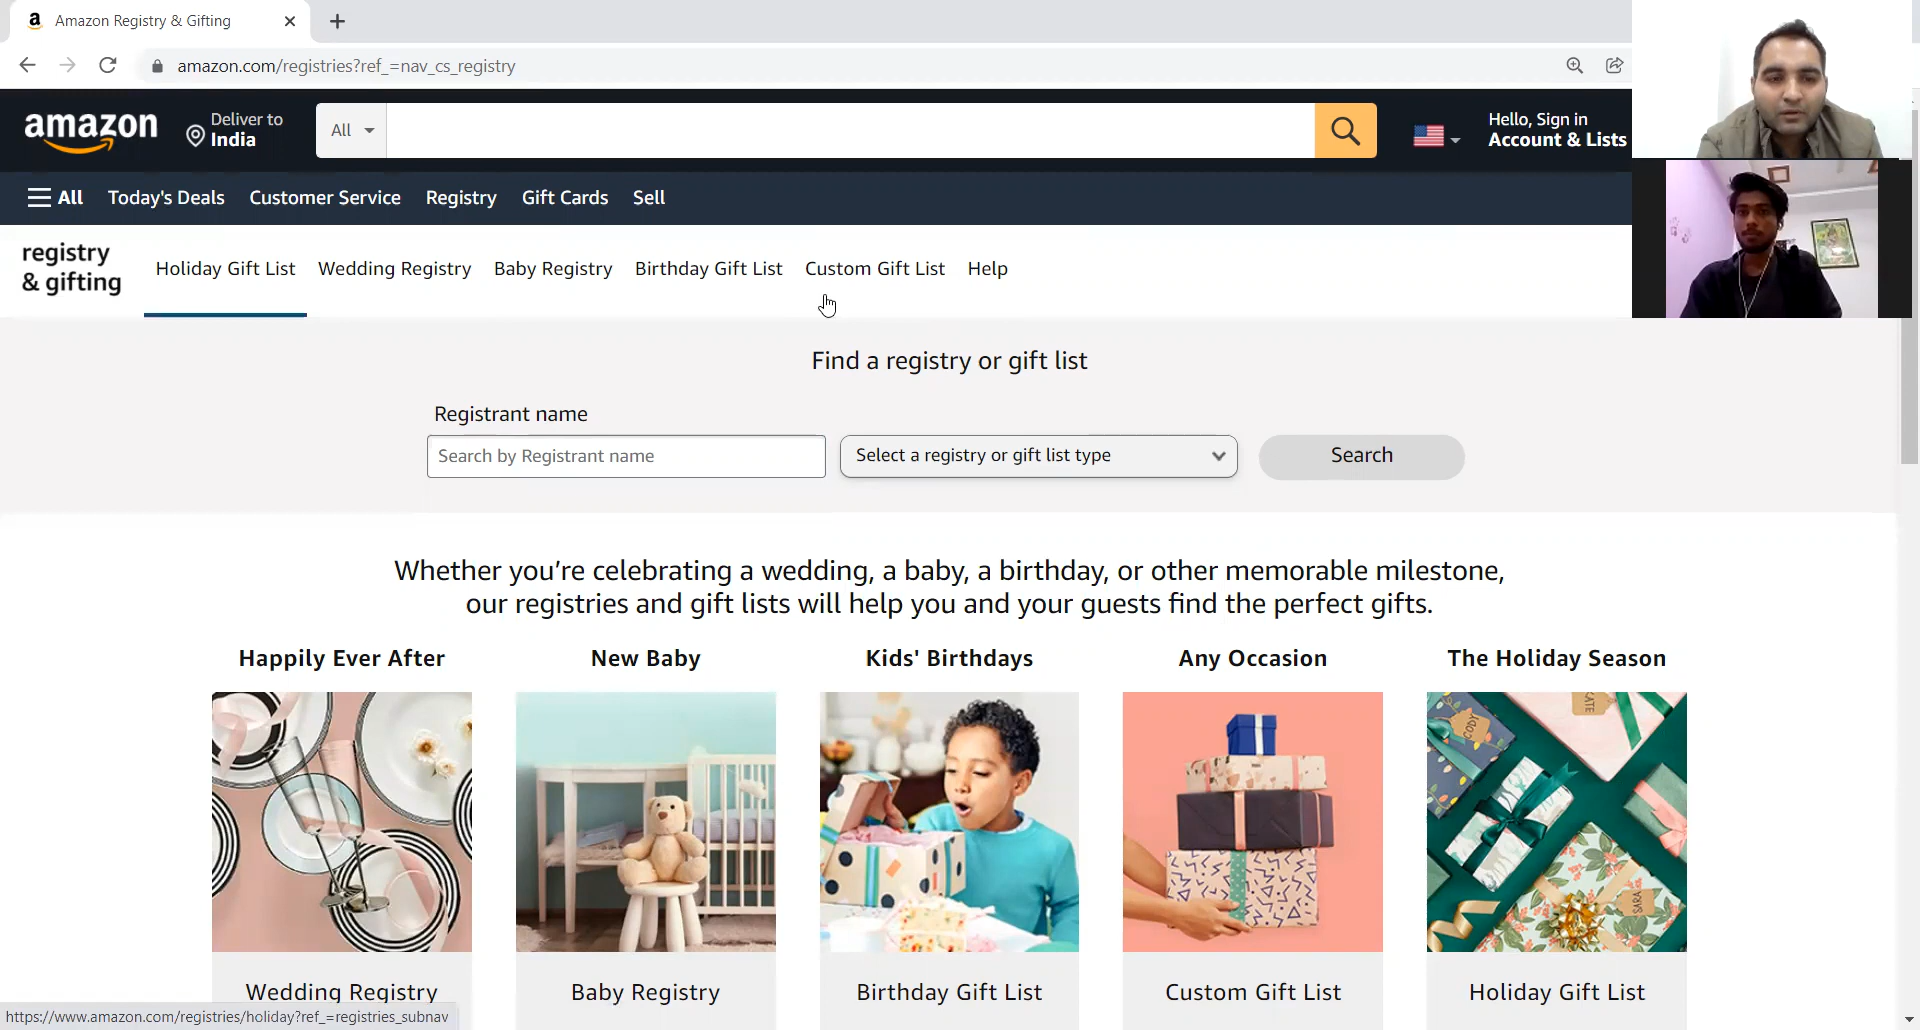 Amazon Registry & Gifting
amazon.com/registries?ref_=nav_cs_registry
amazon
Deliver to
India
All
Hello, Sign in
Account & Lists
All
Today's Deals
Customer Service
Registry
Gift Cards
Sell
registry
& gifting
Holiday Gift List
Wedding Registry
Baby Registry
Birthday Gift List
Custom Gift List
Help
Find a registry or gift list
Registrant name
Search by Registrant name
Select a registry or gift list type
Search
Whether you’re celebrating a wedding, a baby, a birthday, or other memorable milestone,
our registries and gift lists will help you and your guests find the perfect gifts.
Happily Ever After
New Baby
Kids' Birthdays
Any Occasion
The Holiday Season
CODY
SARA
Wedding Registry
Baby Registry
Birthday Gift List
Custom Gift List
Holiday Gift List
https://www.amazon.com/registries/holiday?ref_=registries_subnav